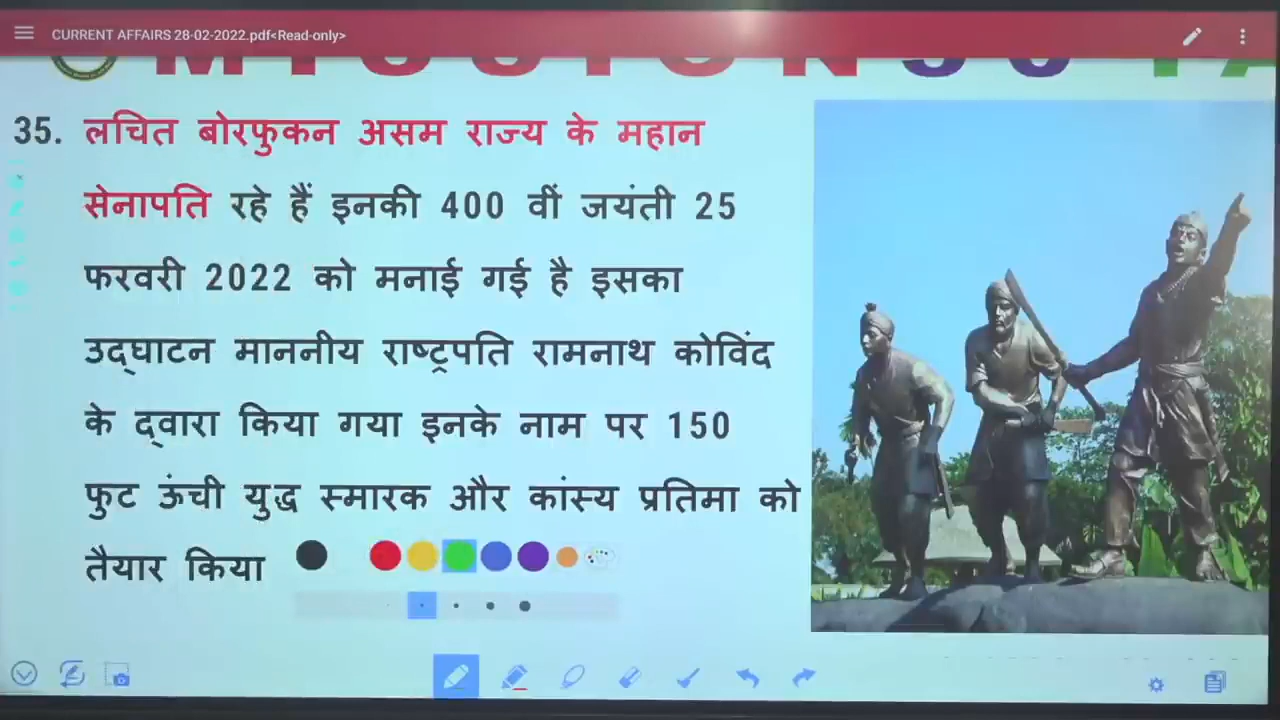 CURRENT AFFAIRS 28-02-2022.pdf<Read-only>
35. लचित बोरफुकन असम राज्य के महान
सेनापति रहे हैं इनकी 400 वीं जयंती 25
फरवरी 2022 को मनाई गई है इसका
उद्घाटन माननीय राष्ट्रपति रामनाथ कोविंद
के द्वारा किया गया इनके नाम पर 150
फुट ऊंची युद्ध स्मारक और कांस्य प्रतिमा को
तैयार किया